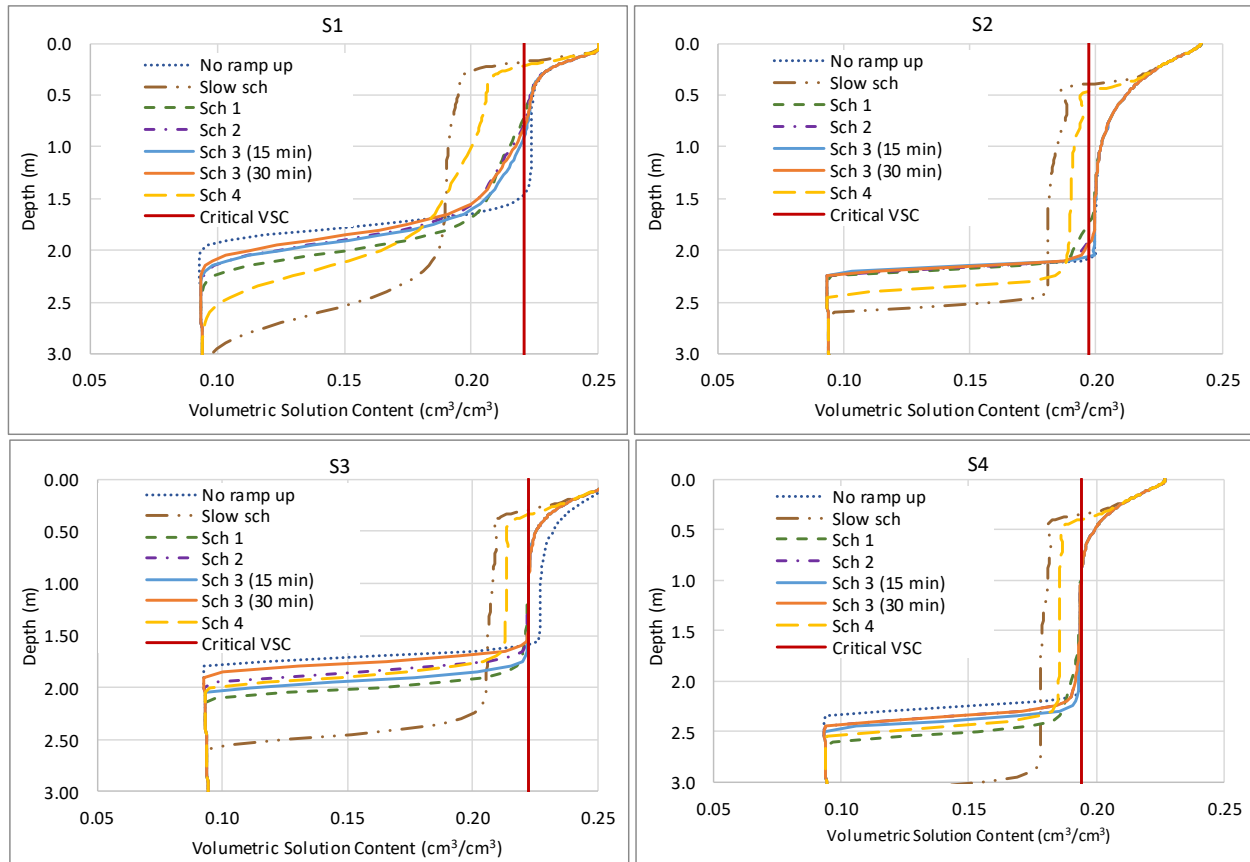 S1
0.0
0.5
1.0
1.5
2.0
2.5
3.0
Depth (m)
No ramp up
Slow sch
Sch 1
Sch 2
Sch 3 (15 min)
Sch 3 (30 min)
Sch 4
Critical VSC
0.05 0.10 0.15 0.20 0.25
Volumetric Solution Content (cm³/cm³)
S2
0.0
0.5
1.0
1.5
2.0
2.5
3.0
Depth (m)
No ramp up
Slow sch
Sch 1
Sch 2
Sch 3 (15 min)
Sch 3 (30 min)
Sch 4
Critical VSC
0.05 0.10 0.15 0.20 0.25
Volumetric Solution Content (cm³/cm³)
S3
0.00
0.50
1.00
1.50
2.00
2.50
3.00
Depth (m)
No ramp up
Slow sch
Sch 1
Sch 2
Sch 3 (15 min)
Sch 3 (30 min)
Sch 4
Critical VSC
0.05 0.10 0.15 0.20 0.25
Volumetric Solution Content (cm³/cm³)
S4
0.0
0.5
1.0
1.5
2.0
2.5
3.0
Depth (m)
No ramp up
Slow sch
Sch 1
Sch 2
Sch 3 (15 min)
Sch 3 (30 min)
Sch 4
Critical VSC
0.05 0.10 0.15 0.20 0.25
Volumetric Solution Content (cm³/cm³)